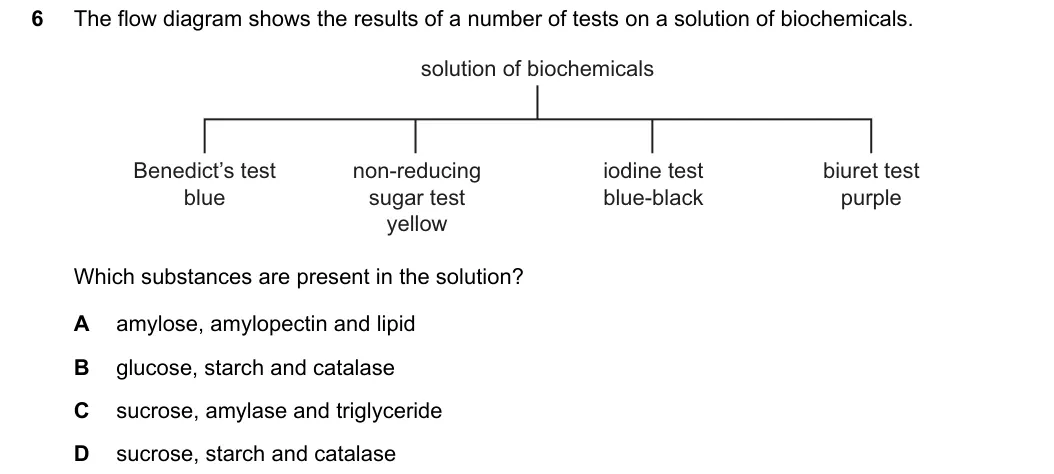 6 The flow diagram shows the results of a number of tests on a solution of biochemicals.
solution of biochemicals
Benedict's test
blue
non-reducing
sugar test
yellow
iodine test
blue-black
biuret test
purple
Which substances are present in the solution?
A amylose, amylopectin and lipid
B glucose, starch and catalase
C sucrose, amylase and triglyceride
D sucrose, starch and catalase